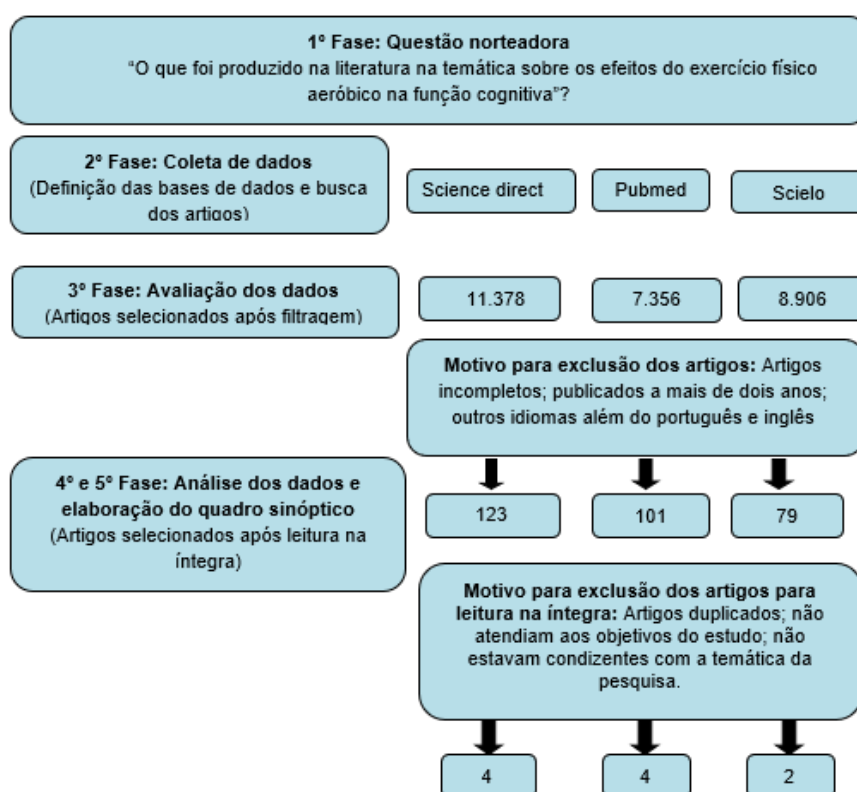 1º Fase: Questão norteadora
“O que foi produzido na literatura na temática sobre os efeitos do exercício físico
aeróbico na função cognitiva”?
2º Fase: Coleta de dados
(Definição das bases de dados e busca
dos artigos)
Science direct
Pubmed
Scielo
3º Fase: Avaliação dos dados
(Artigos selecionados após filtragem)
11.378
7.356
8.906
Motivo para exclusão dos artigos: Artigos
incompletos; publicados a mais de dois anos;
outros idiomas além do português e inglês
4º e 5º Fase: Análise dos dados e
elaboração do quadro sinóptico
(Artigos selecionados após leitura na
íntegra)
123
101
79
Motivo para exclusão dos artigos para
leitura na íntegra: Artigos duplicados; não
atendiam aos objetivos do estudo; não
estavam condizentes com a temática da
pesquisa.
4
4
2